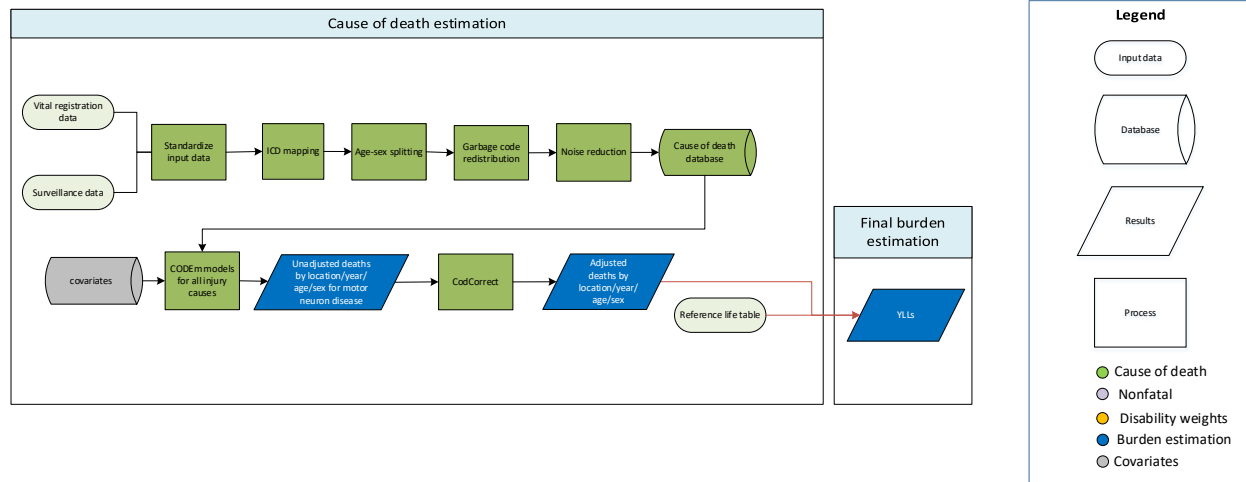 Cause of death estimation
Vital registration
data
Surveillance data
Standardize
input data
ICD mapping
Age-sex splitting
Garbage code
redistribution
Noise reduction
Cause of death
database
covariates
CODEm models
for all injury
causes
Unadjusted deaths
by location/year/
age/sex for motor
neuron disease
CodCorrect
Adjusted
deaths by
location/year/
age/sex
Reference life table
Final burden
estimation
YLLs
Legend
Input data
Database
Results
Process
Cause of death
Nonfatal
Disability weights
Burden estimation
Covariates